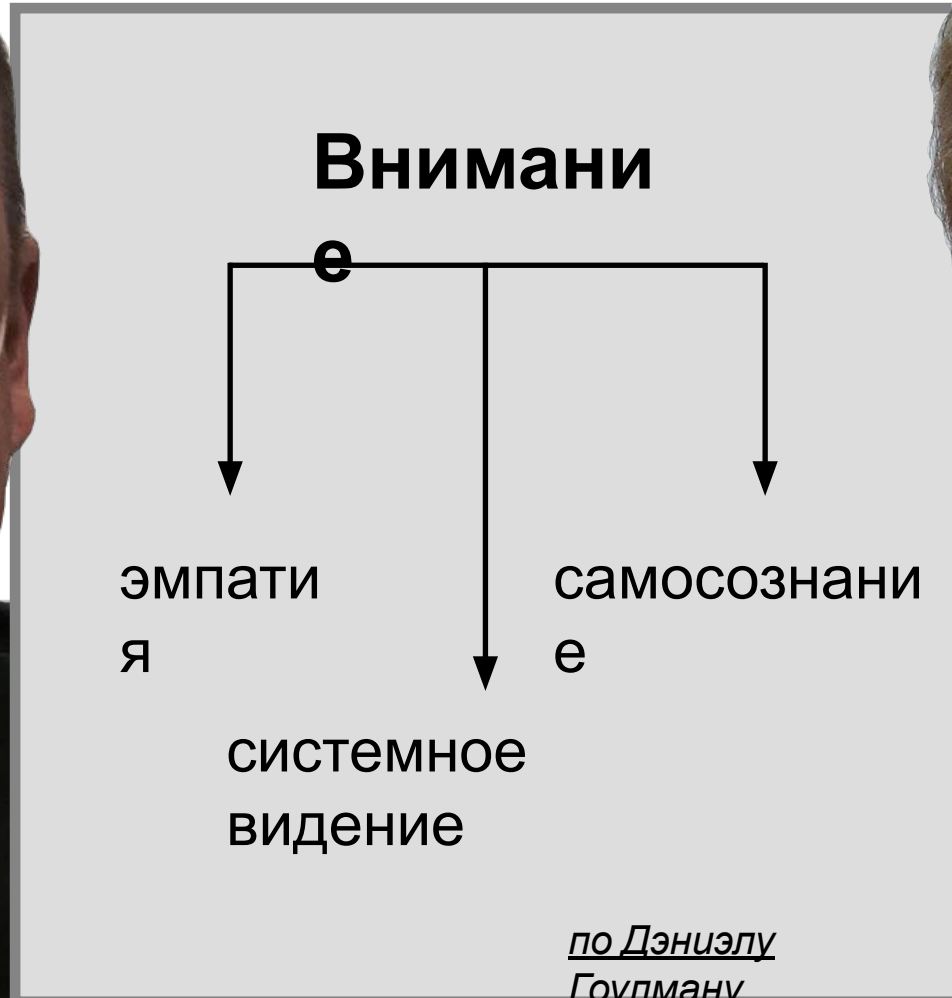 Внимани
е
эмпати
я
самосознани
е
системное
видение
по Дэниэлу
Гоулману